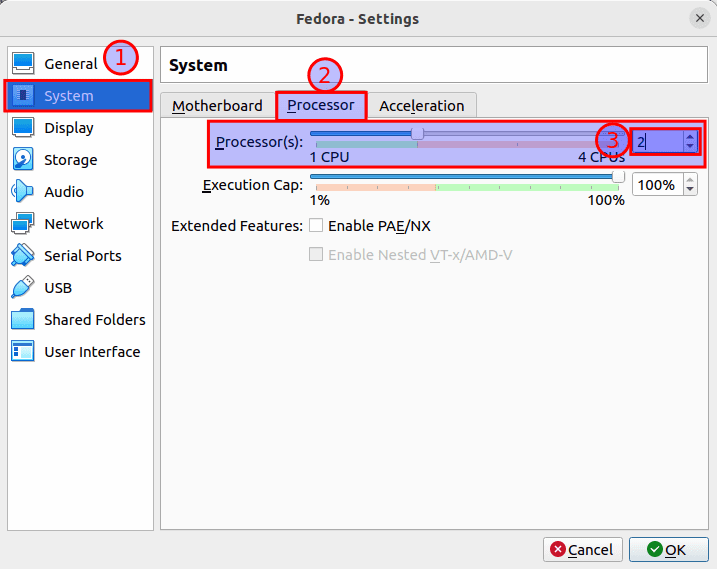 Fedora - Settings
General
1
System
Display
Storage
Audio
Network
Serial Ports
USB
Shared Folders
User Interface
System
2
Motherboard Processor Acceleration
Processor(s): 3 2
1 CPU 4 CPUs
Execution Cap: 100%
1% 100%
Extended Features: Enable PAE/NX
Enable Nested VT-x/AMD-V
Cancel OK